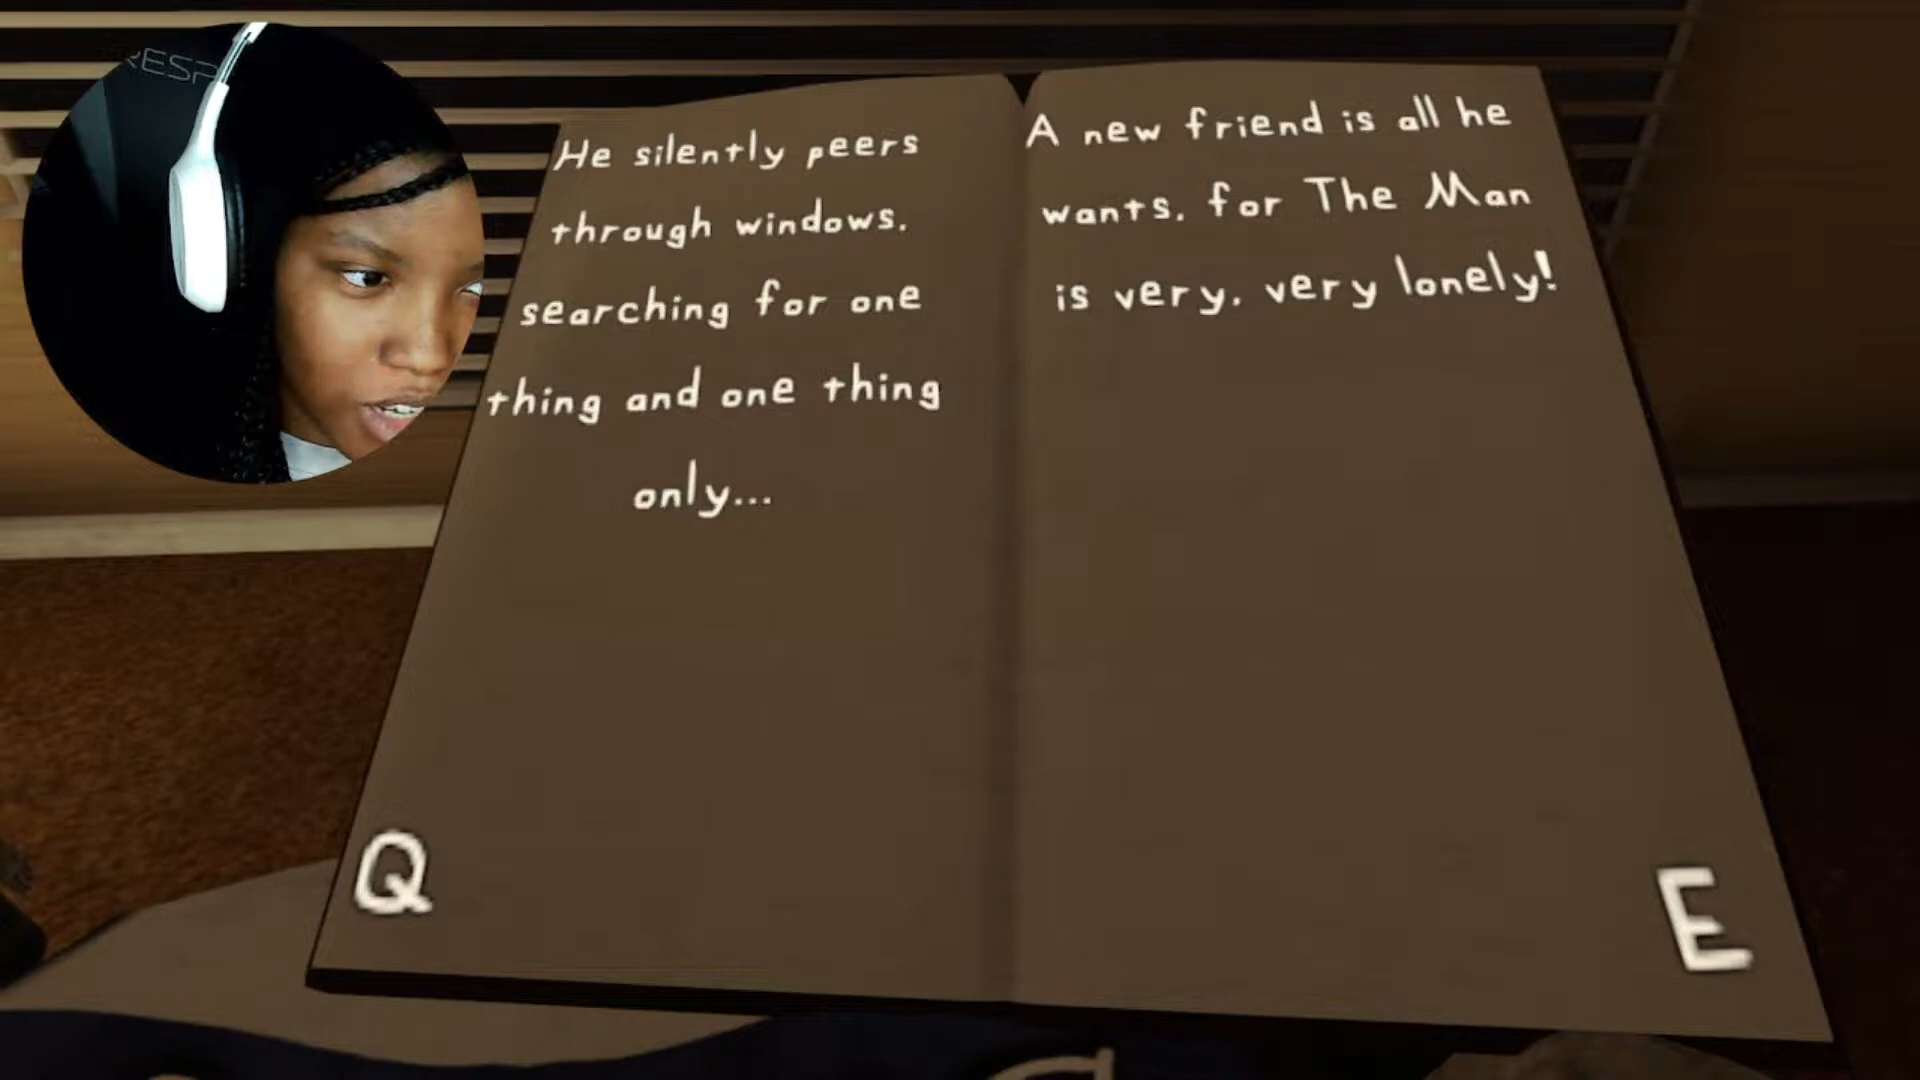 RESP
He silently peers
through windows.
searching for one
thing and one thing
only...
A new friend is all he
wants. for The Man
is very. very lonely!
Q
E